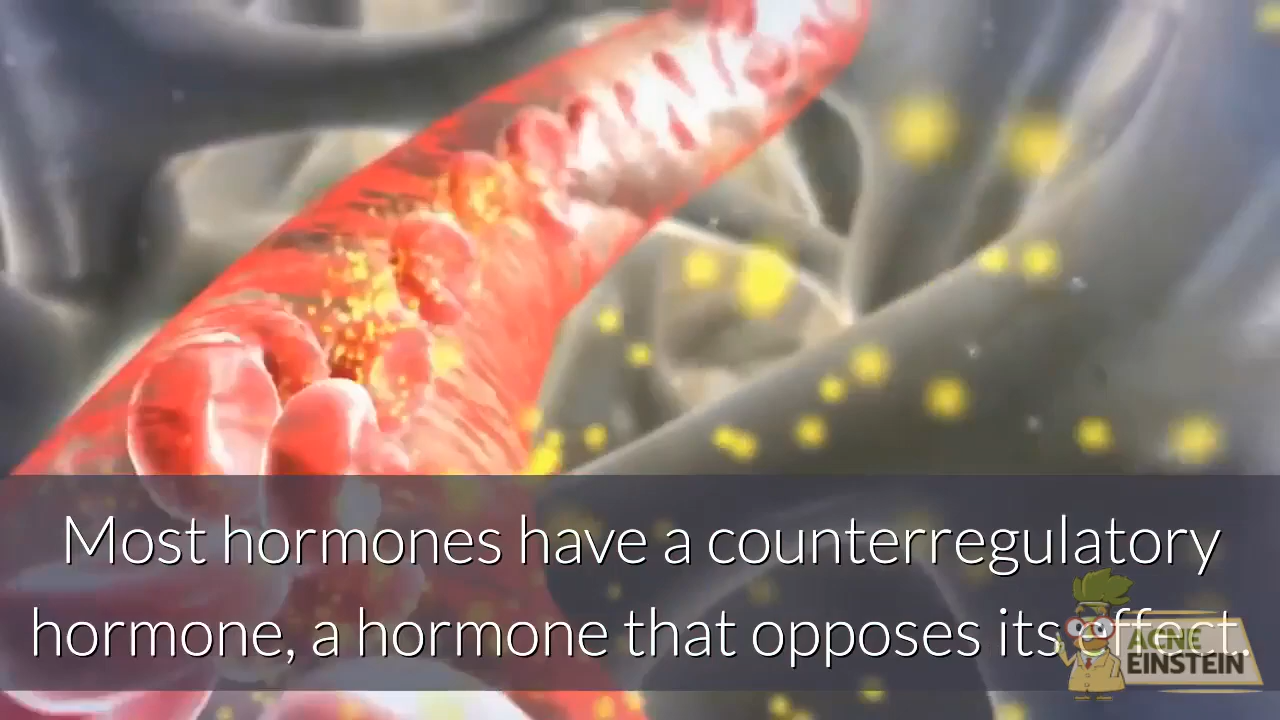 Most hormones have a counterregulatory
hormone, a hormone that opposes its effect.
ACNE
EINSTEIN